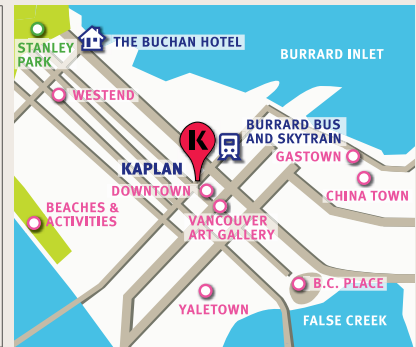 STANLEY
PARK
THE BUCHAN HOTEL
BURRARD INLET
WESTEND
K
BURRARD BUS
AND SKYTRAIN
GASTOWN
KAPLAN
DOWNTOWN
CHINA TOWN
BEACHES &
ACTIVITIES
VANCOUVER
ART GALLERY
B.C. PLACE
YALETOWN
FALSE CREEK